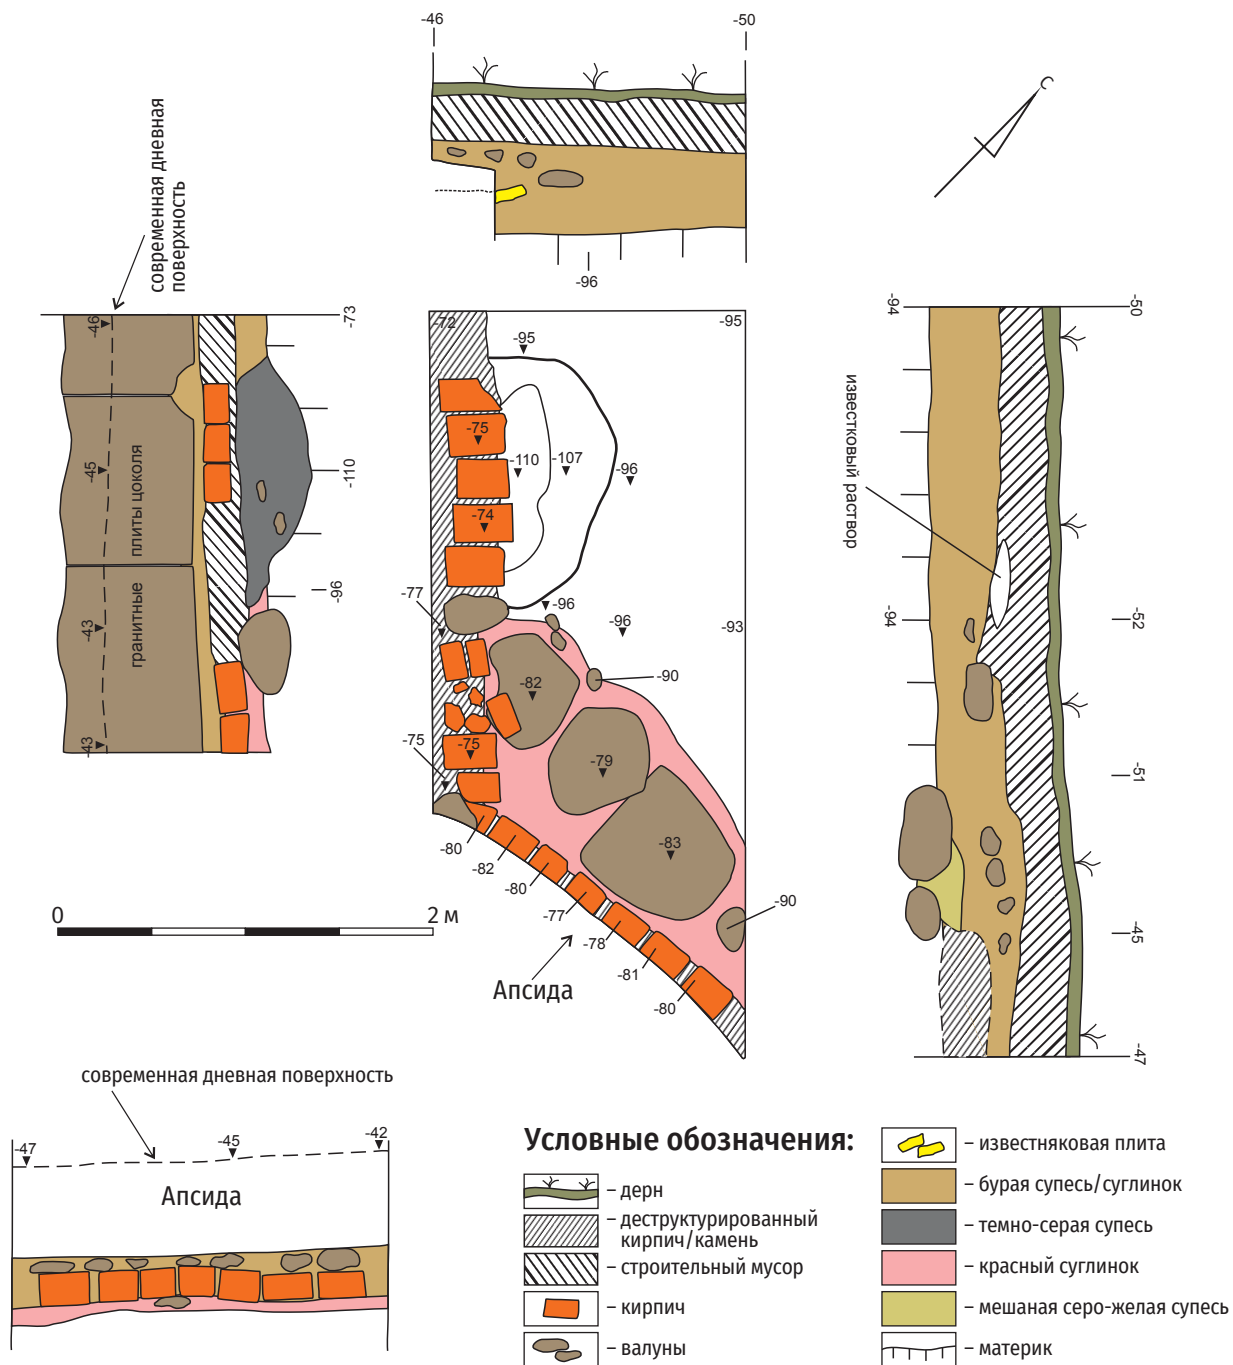 -46
-50
современная дневная
поверхность
С
-96
-46
-73
-45
-110
плиты цоколя
гранитные
-96
-43
-43
-72
-95
-95
-75
-110
-107
-96
-74
-77
-96
-96
-93
-90
-82
-75
-75
-79
-83
-80
-82
-80
-77
-78
-81
-80
-90
Апсида
0
2 м
-94
-50
известковый раствор
-94
-52
-51
-45
-47
современная дневная поверхность
-47
-45
-42
Апсида
Условные обозначения:
– дерн
– деструктурированный
кирпич/камень
– строительный мусор
– кирпич
– валуны
– известняковая плита
– бурая супесь/суглинок
– темно-серая супесь
– красный суглинок
– мешаная серо-желая супесь
– материк